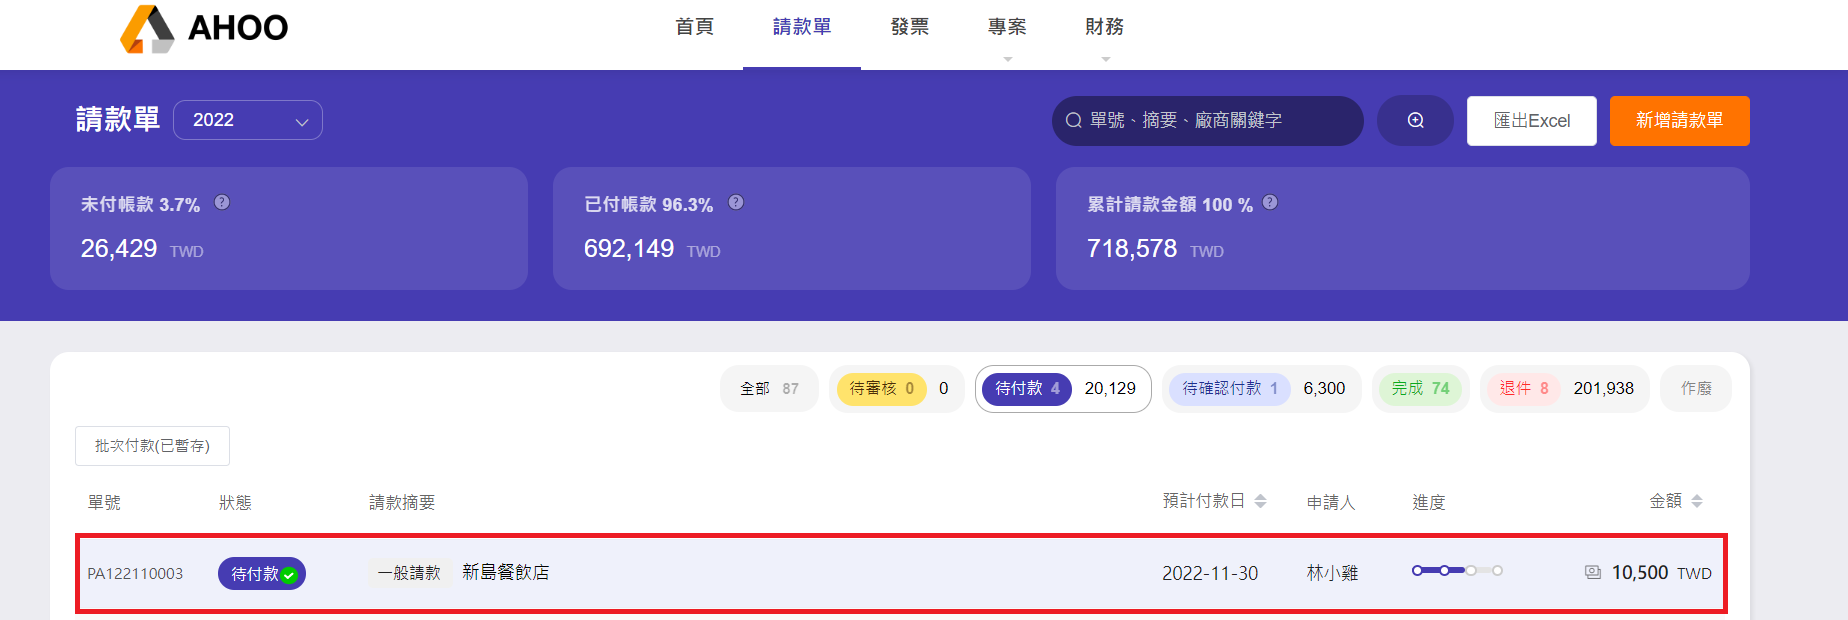 AHOO
首頁 請款單 發票 專案 財務
請款單 2022 單號、摘要、廠商關鍵字 匯出Excel 新增請款單
未付帳款 3.7% ? 已付帳款 96.3% ? 累計請款金額 100 % ?
26,429 TWD 692,149 TWD 718,578 TWD
全部 87 待審核 0 0 待付款 4 20,129 待確認付款 1 6,300 完成 74 退件 8 201,938 作廢
批次付款(已暫存)
單號 狀態 請款摘要 預計付款日 申請人 進度 金額
PA122110003 待付款 一般請款 新島餐飲店 2022-11-30 林小雞 10,500 TWD